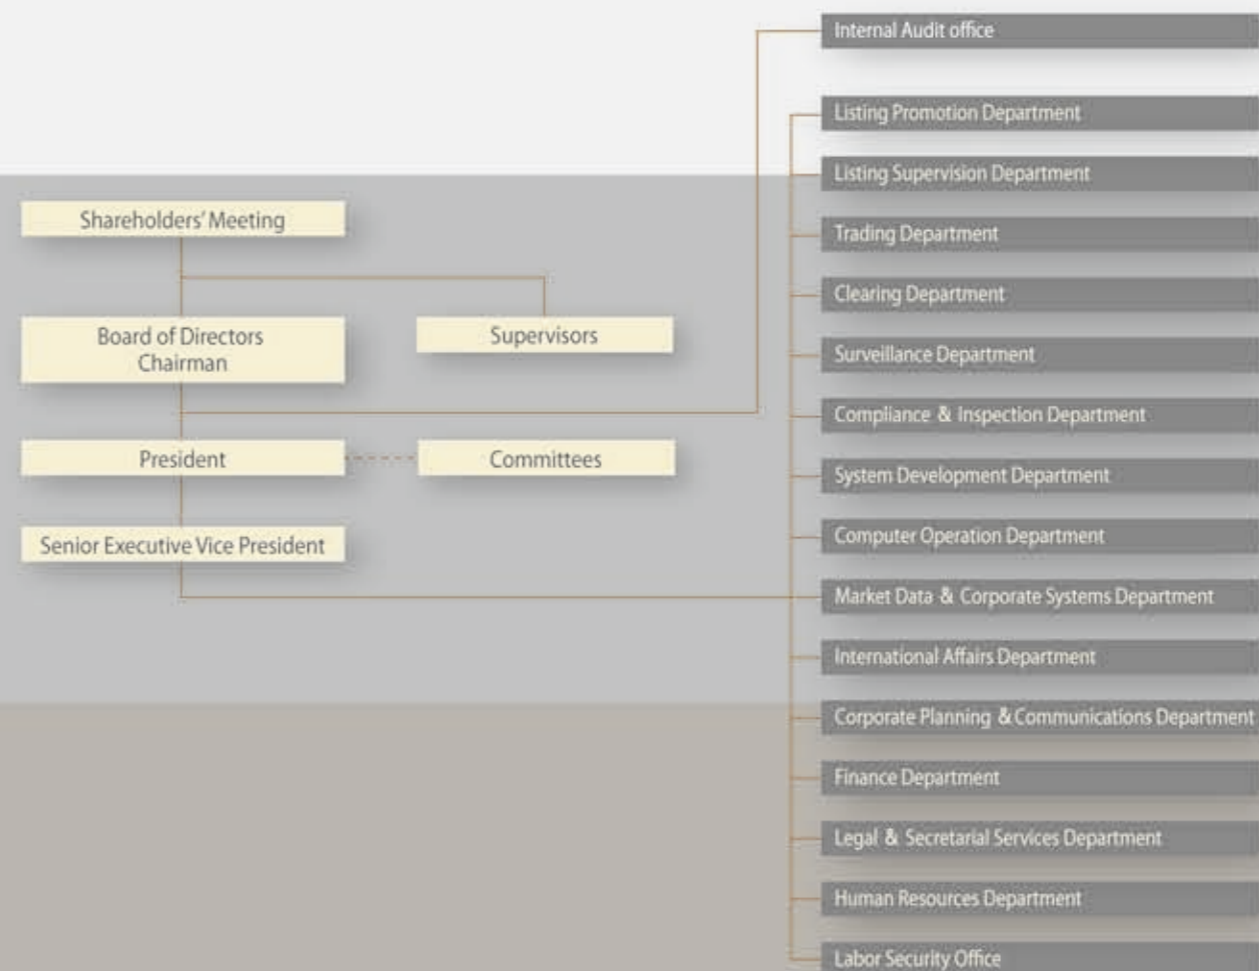 Shareholders' Meeting
Board of Directors
Chairman
Supervisors
President
Committees
Senior Executive Vice President
Internal Audit office
Listing Promotion Department
Listing Supervision Department
Trading Department
Clearing Department
Surveillance Department
Compliance & Inspection Department
System Development Department
Computer Operation Department
Market Data & Corporate Systems Department
International Affairs Department
Corporate Planning & Communications Department
Finance Department
Legal & Secretarial Services Department
Human Resources Department
Labor Security Office